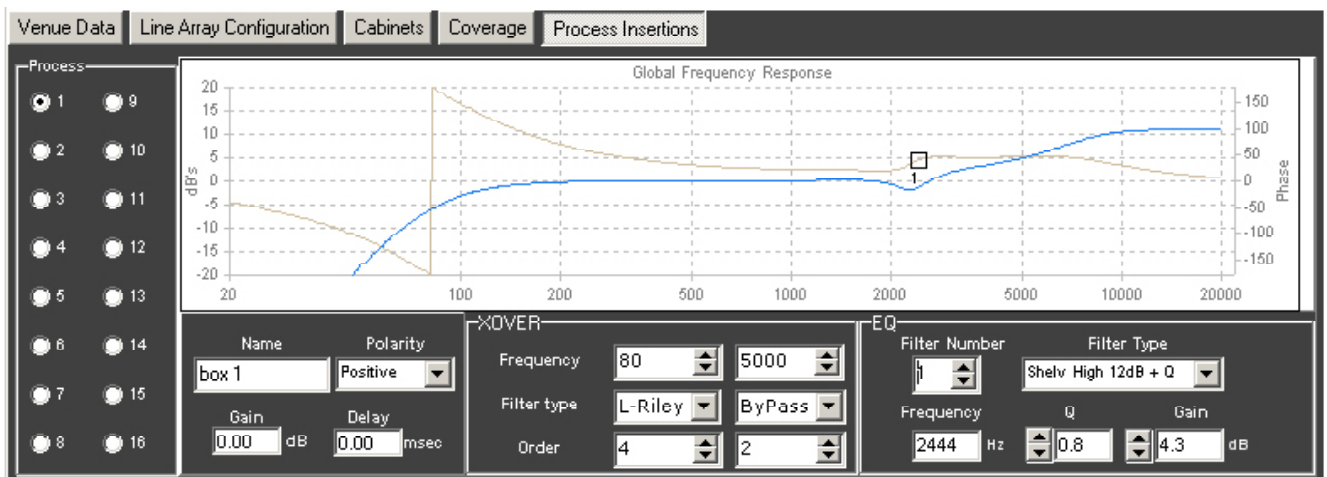 Venue Data Line Array Configuration Cabinets Coverage Process Insertions
Process
1 9
2 10
3 11
4 12
5 13
6 14
7 15
8 16
Global Frequency Response
dB's
20
15
10
5
0
-5
-10
-15
-20
20 100 200 500 1000 2000 5000 10000 20000
150
100
50
0
-50
-100
-150
Phase
1
Name Polarity
box 1 Positive
Gain Delay
0.00 dB 0.00 msec
XOVER
Frequency 80 5000
Filter type L-Riley ByPass
Order 4 2
EQ
Filter Number Filter Type
1 Shelv High 12dB + Q
Frequency Q Gain
2444 Hz 0.8 4.3 dB